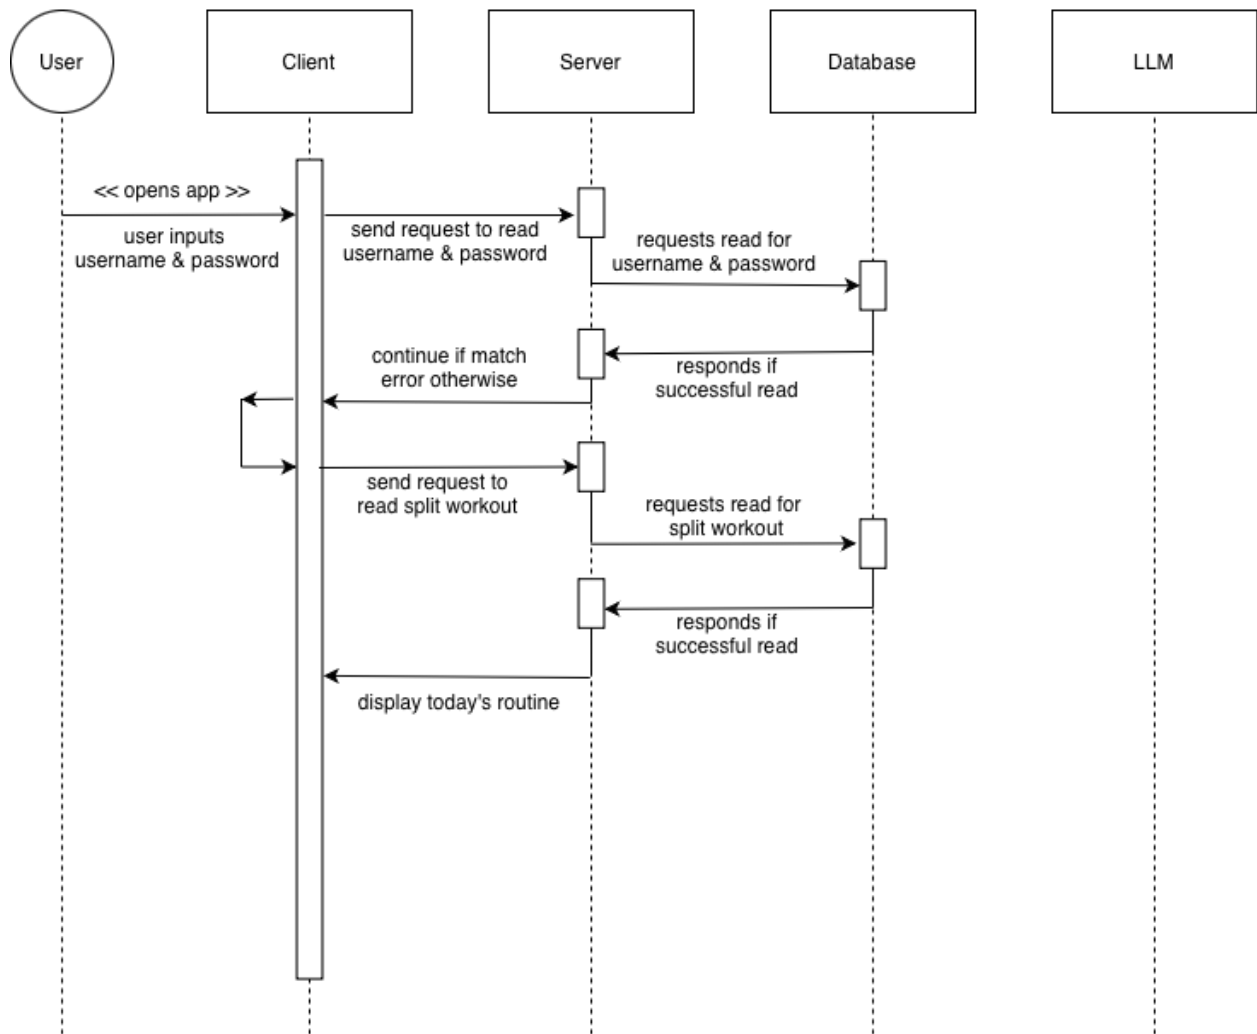 User
Client
Server
Database
LLM
<< opens app >>
user inputs
username & password
send request to read
username & password
requests read for
username & password
responds if
successful read
continue if match
error otherwise
send request to
read split workout
requests read for
split workout
responds if
successful read
display today's routine